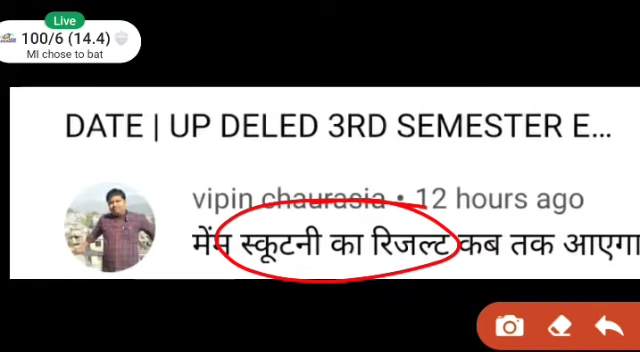 Live
100/6 (14.4)
MI chose to bat
DATE | UP DELED 3RD SEMESTER E...
vipin chaurasia • 12 hours ago
स्कूटनी का रिजल्ट कब तक आएगा